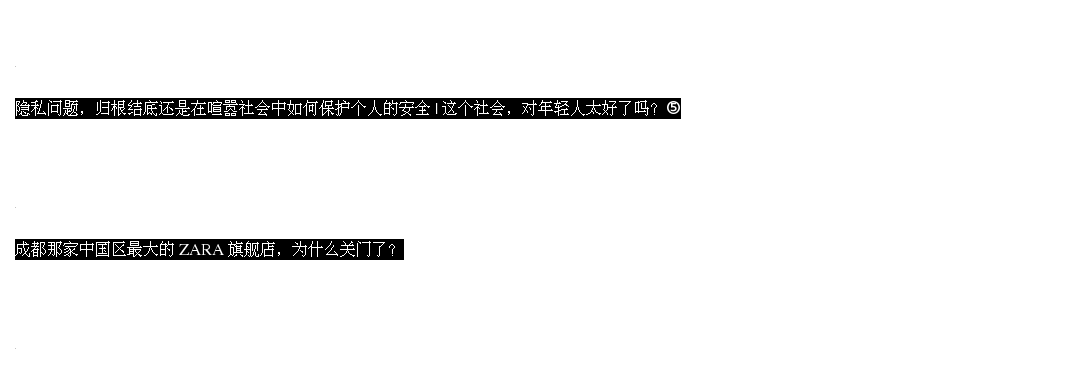 隐私问题，归根结底还是在喧嚣社会中如何保护个人的安全 | 这个社会，对年轻人太好了吗？❺
成都那家中国区最大的 ZARA 旗舰店，为什么关门了？